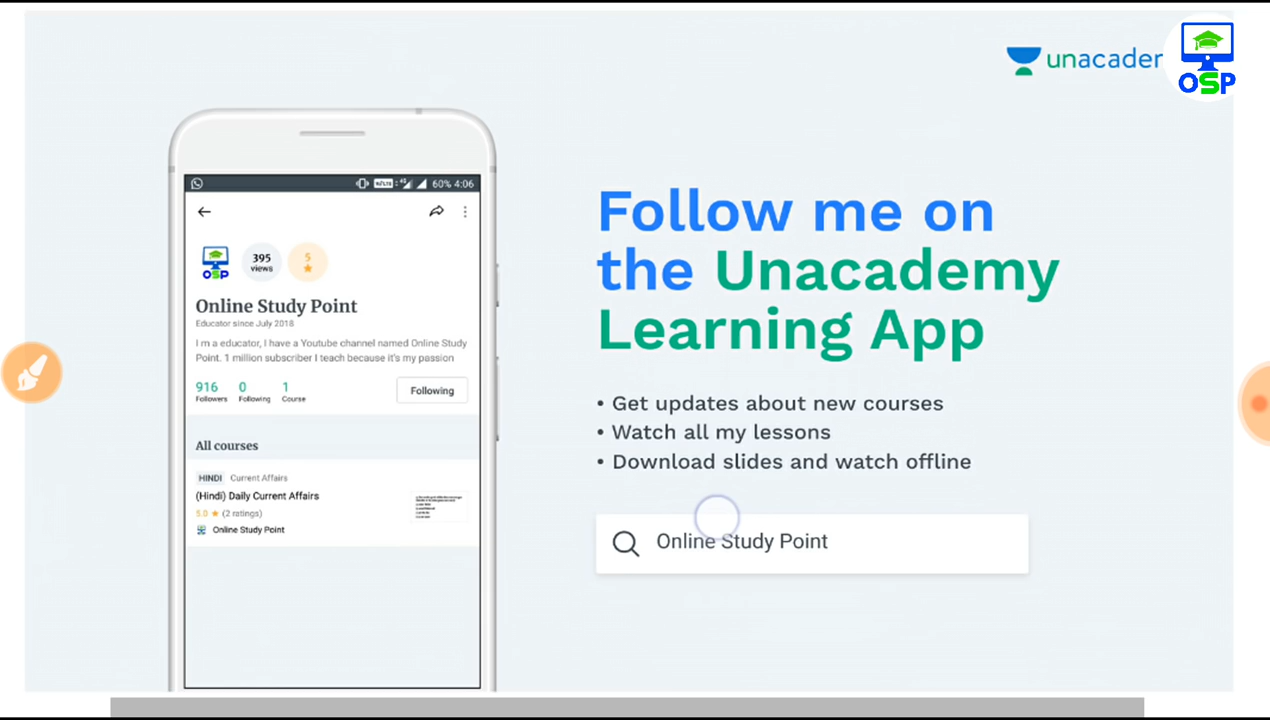 unacadem
OSP
60% 4:06
OSP
395
views
5
Online Study Point
Educator since July 2018
I m a educator, I have a Youtube channel named Online Study
Point. 1 million subscriber I teach because it's my passion
916
Followers
0
Following
1
Course
Following
All courses
HINDI Current Affairs
(Hindi) Daily Current Affairs
5.0 ★ (2 ratings)
Online Study Point
Follow me on
the Unacademy
Learning App
• Get updates about new courses
• Watch all my lessons
• Download slides and watch offline
Online Study Point